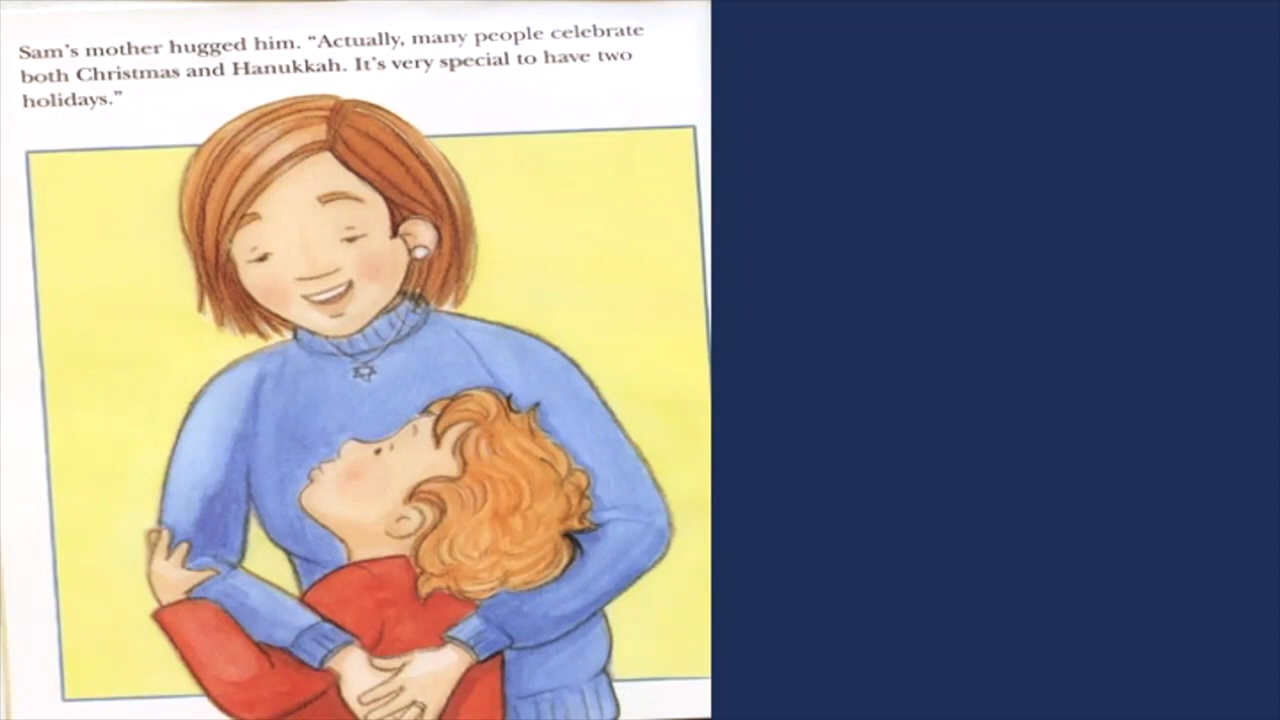 Sam's mother hugged him. “Actually, many people celebrate
both Christmas and Hanukkah. It's very special to have two
holidays.”